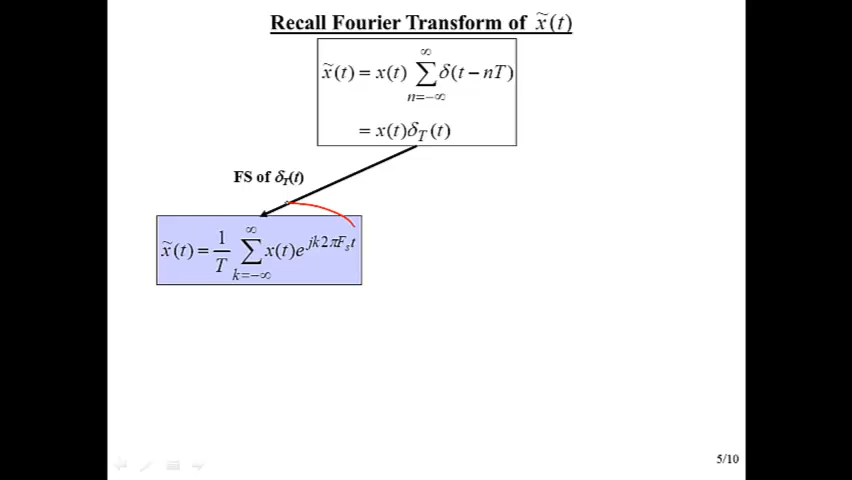 Recall Fourier Transform of x̃(t)
x̃(t) = x(t) ∑_{n=−∞}^{∞} δ(t − nT)
= x(t)δ_T(t)
FS of δ_T(t)
x̃(t) = 1/T ∑_{k=−∞}^{∞} x(t)e^{jk2πF_s t}
5/10